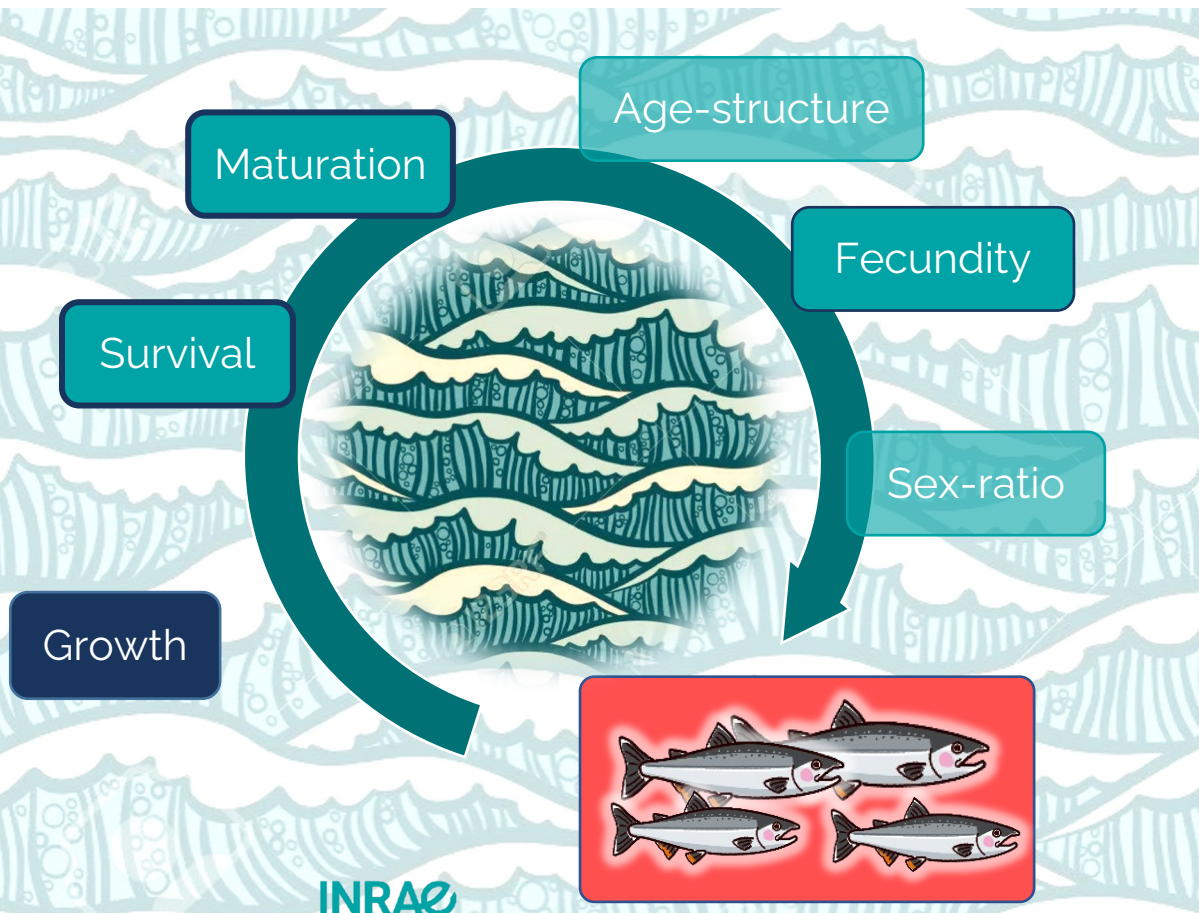 Age-structure
Maturation
Fecundity
Survival
Sex-ratio
Growth
INRAE